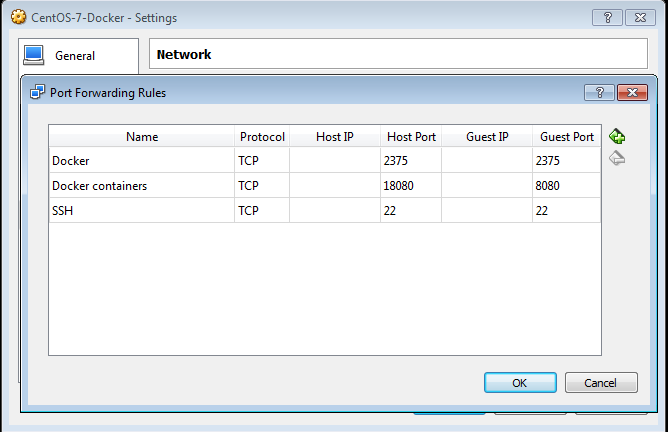 CentOS-7-Docker - Settings
General
Network
Port Forwarding Rules
Name Protocol Host IP Host Port Guest IP Guest Port
Docker TCP 2375 2375
Docker containers TCP 18080 8080
SSH TCP 22 22
OK Cancel